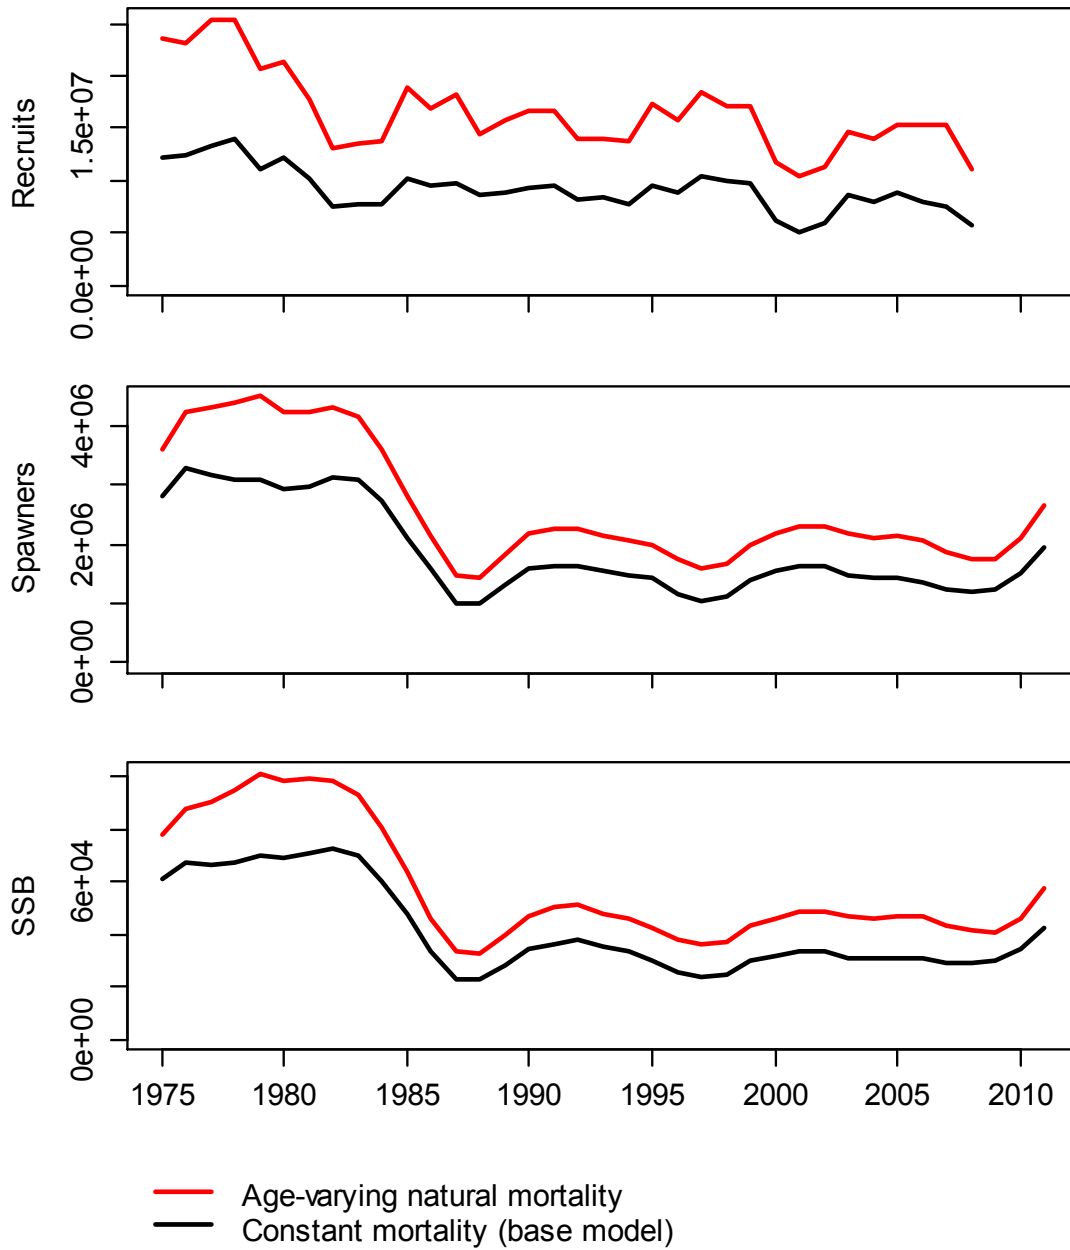 Recruits
1.5e+07
0.0e+00
Spawners
4e+06
2e+06
0e+00
SSB
6e+04
0e+00
1975 1980 1985 1990 1995 2000 2005 2010
Age-varying natural mortality
Constant mortality (base model)